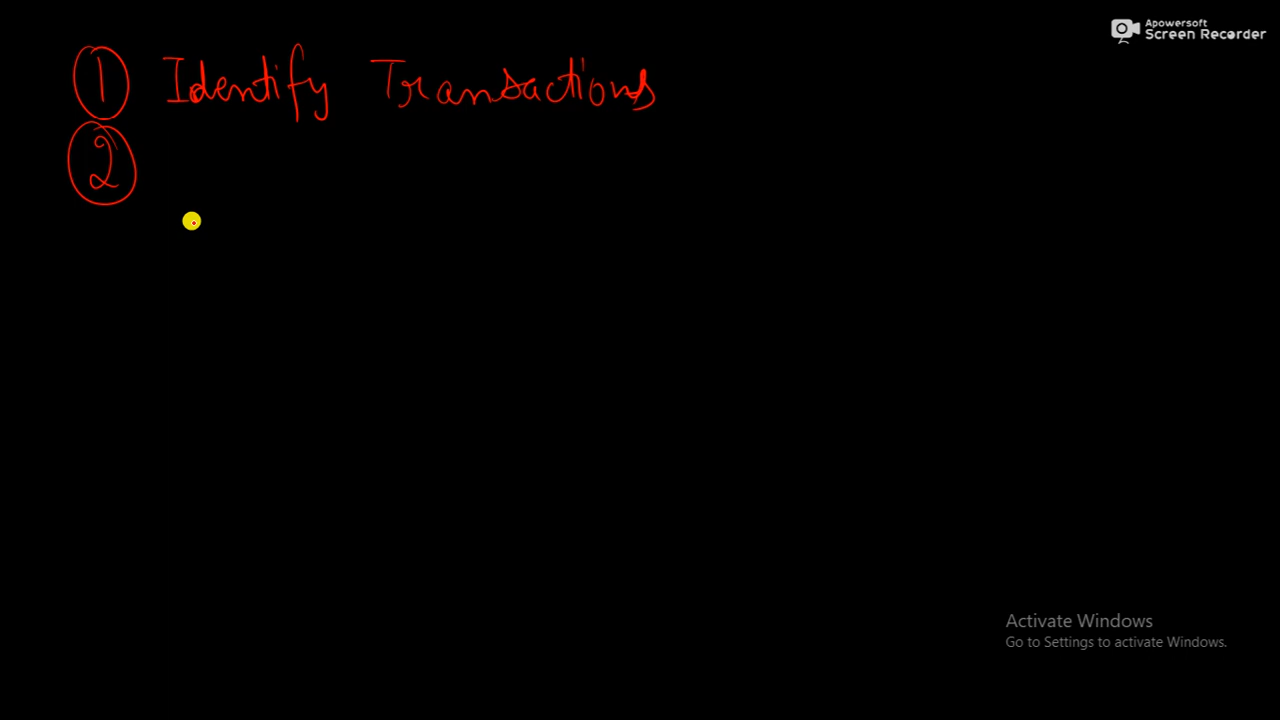 Apowersoft
Screen Recorder
① Identify Transactions
②
Activate Windows
Go to Settings to activate Windows.